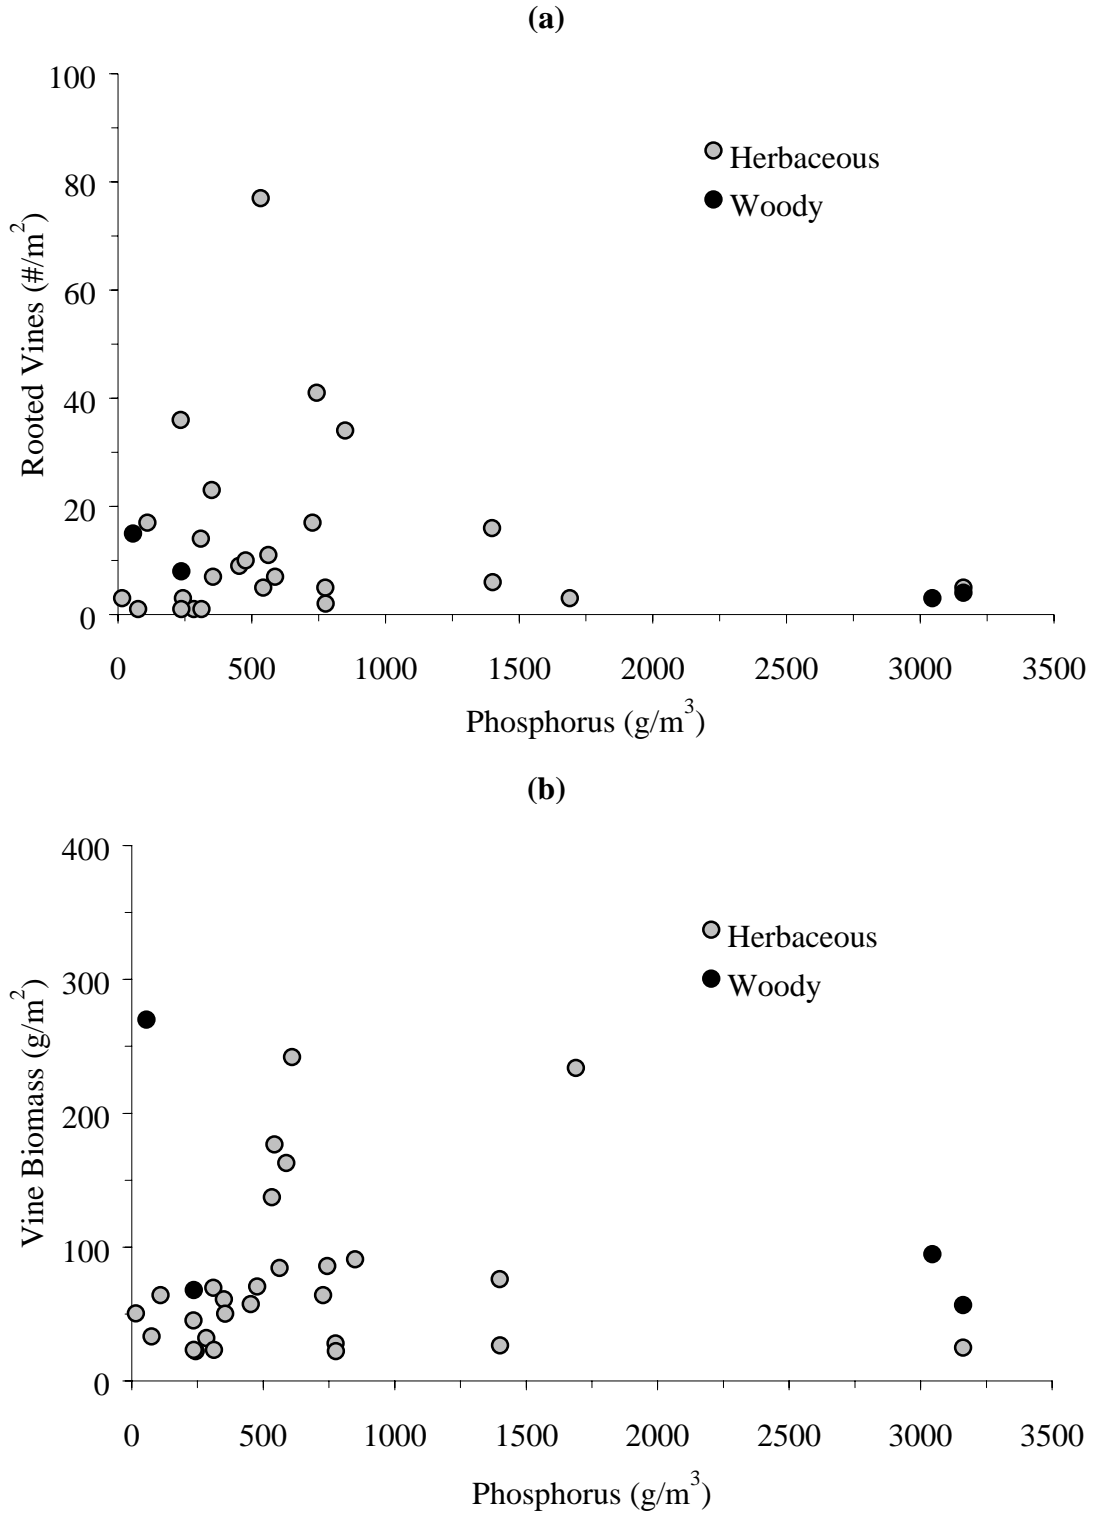 (a)
100
80
60
40
20
0
Rooted Vines (#/m²)
Herbaceous
Woody
0 500 1000 1500 2000 2500 3000 3500
Phosphorus (g/m³)
(b)
400
300
200
100
0
Vine Biomass (g/m²)
Herbaceous
Woody
0 500 1000 1500 2000 2500 3000 3500
Phosphorus (g/m³)